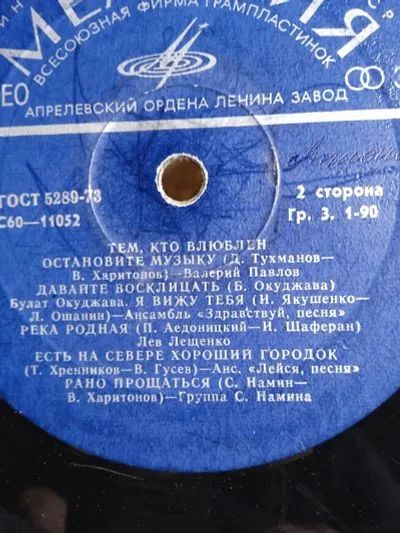 МЕ ИЯ
ВСЕСОЮЗНАЯ ФИРМА ГРАМПЛАСТИНОК
ЕО
АПРЕЛЕВСКИЙ ОРДЕНА ЛЕНИНА ЗАВОД
ГОСТ 5289-73
С60—11052
2 сторона
Гр. 3. 1-90
ТЕМ, КТО ВЛЮБЛЕН
ОСТАНОВИТЕ МУЗЫКУ (Д. Тухманов—
В. Харитонов)—Валерий Павлов
ДАВАЙТЕ ВОСКЛИЦАТЬ (Б. Окуджава)
Булат Окуджава. Я ВИЖУ ТЕБЯ (И. Якушенко—
Л. Ошанин)—Ансамбль «Здравствуй, песня»
РЕКА РОДНАЯ (П. Аедоницкий—И. Шаферан)
Лев Лещенко
ЕСТЬ НА СЕВЕРЕ ХОРОШИЙ ГОРОДОК
(Т. Хренников—В. Гусев)—Анс. «Лейся, песня»
РАНО ПРОЩАТЬСЯ (С. Намин—
В. Харитонов)—Группа С. Намина